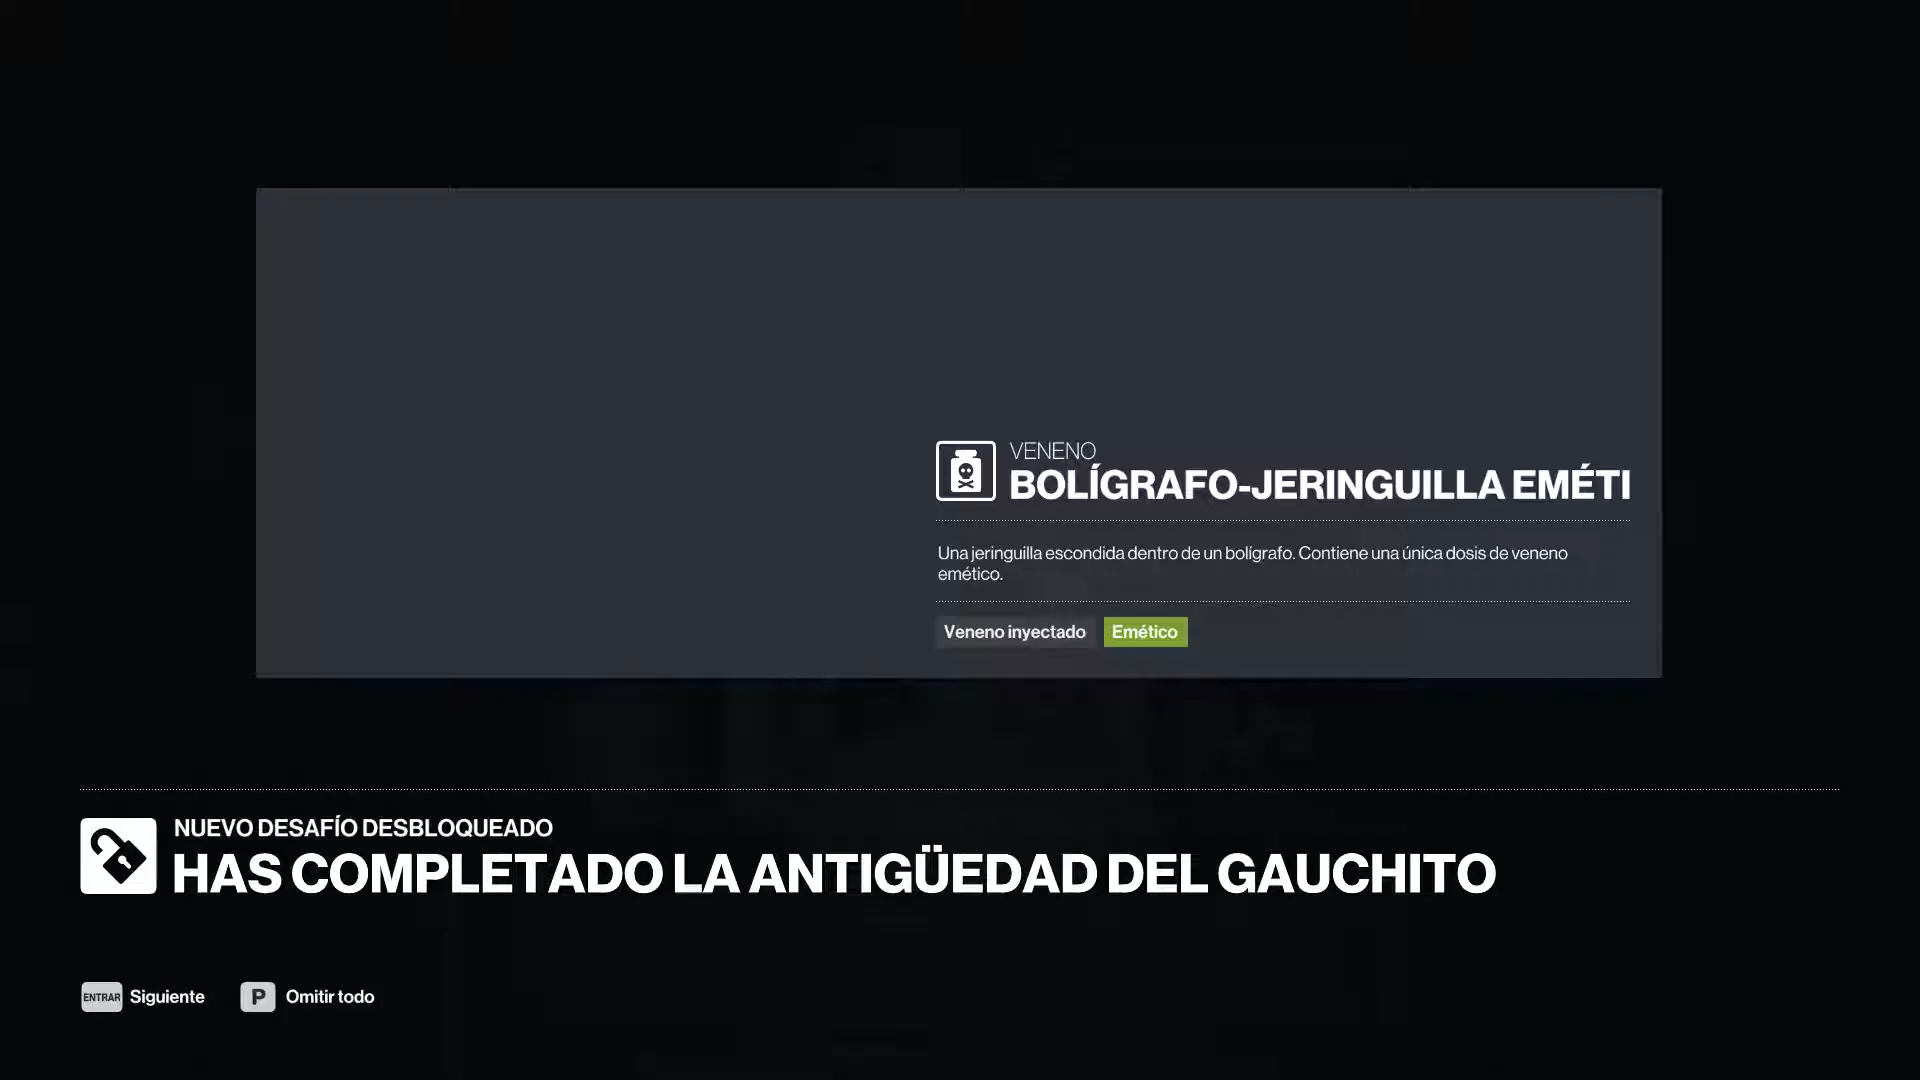 VENENO
BOLÍGRAFO-JERINGUILLA EMÉTI
Una jeringuilla escondida dentro de un bolígrafo. Contiene una única dosis de veneno
emético.
Veneno inyectado Emético
NUEVO DESAFÍO DESBLOQUEADO
HAS COMPLETADO LA ANTIGÜEDAD DEL GAUCHITO
ENTRAR Siguiente P Omitir todo